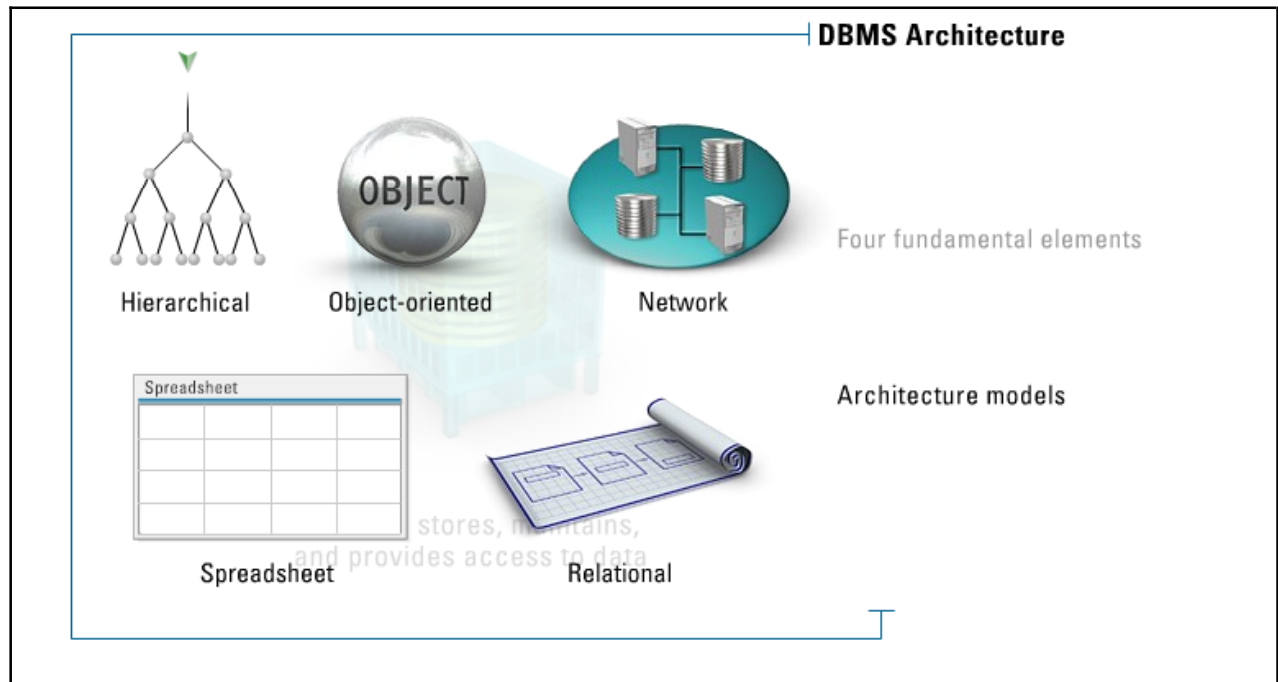 DBMS Architecture
OBJECT
Four fundamental elements
Hierarchical
Object-oriented
Network
Spreadsheet
Architecture models
stores, maintains,
and provides access to data
Spreadsheet
Relational